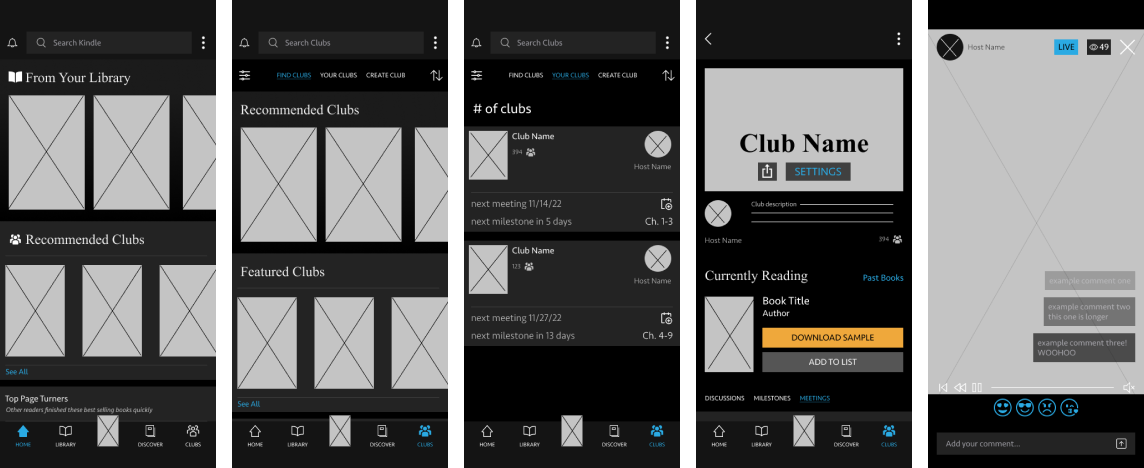 Search Kindle
From Your Library
Recommended Clubs
See All
Top Page Turners
Other readers finished these best selling books quickly
HOME
LIBRARY
DISCOVER
CLUBS
Search Clubs
FIND CLUBS
YOUR CLUBS
CREATE CLUB
Recommended Clubs
Featured Clubs
See All
HOME
LIBRARY
DISCOVER
CLUBS
Search Clubs
FIND CLUBS
YOUR CLUBS
CREATE CLUB
# of clubs
Club Name
394
Host Name
next meeting 11/14/22
next milestone in 5 days
Ch. 1-3
Club Name
123
Host Name
next meeting 11/27/22
next milestone in 13 days
Ch. 4-9
HOME
LIBRARY
DISCOVER
CLUBS
Club Name
SETTINGS
Club description
Host Name
394
Currently Reading
Past Books
Book Title
Author
DOWNLOAD SAMPLE
ADD TO LIST
DISCUSSIONS
MILESTONES
MEETINGS
HOME
LIBRARY
DISCOVER
CLUBS
Host Name
LIVE
49
example comment one
example comment two
this one is longer
example comment three!
WOOHOO
Add your comment...